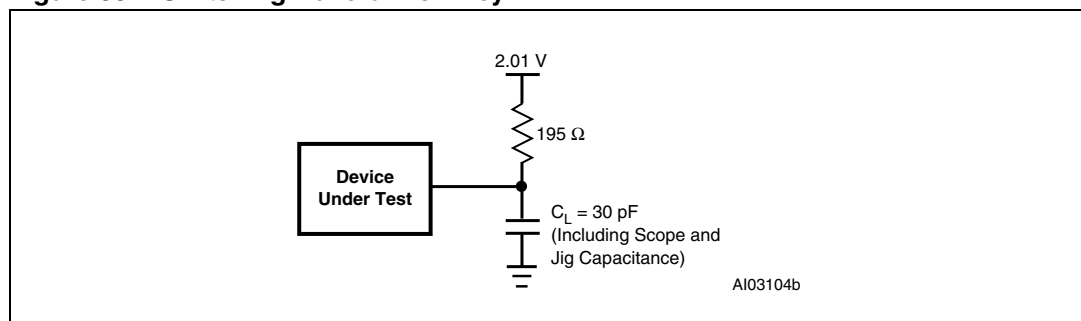 2.01 V
195 Ω
Device
Under Test
C_L = 30 pF
(Including Scope and
Jig Capacitance)
AI03104b